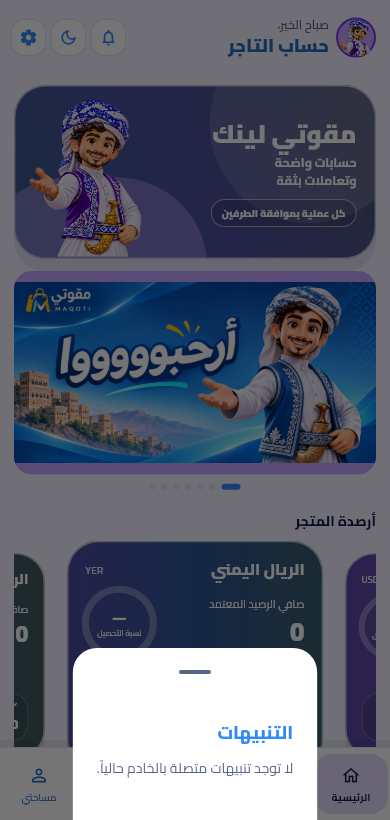 صباح الخير،
حساب التاجر
مقوتي لينك
حسابات واضحة
وتعاملات بثقة
كل عملية بموافقة الطرفين
مقوتي
MAQOTI
أرحبوووووا
أرصدة المتجر
الريال اليمني
YER
صافي الرصيد المعتمد
0
—
نسبة التحصيل
USD
الر
صاف
0
التنبيهات
لا توجد تنبيهات متصلة بالخادم حالياً.
الرئيسية
مساحتي